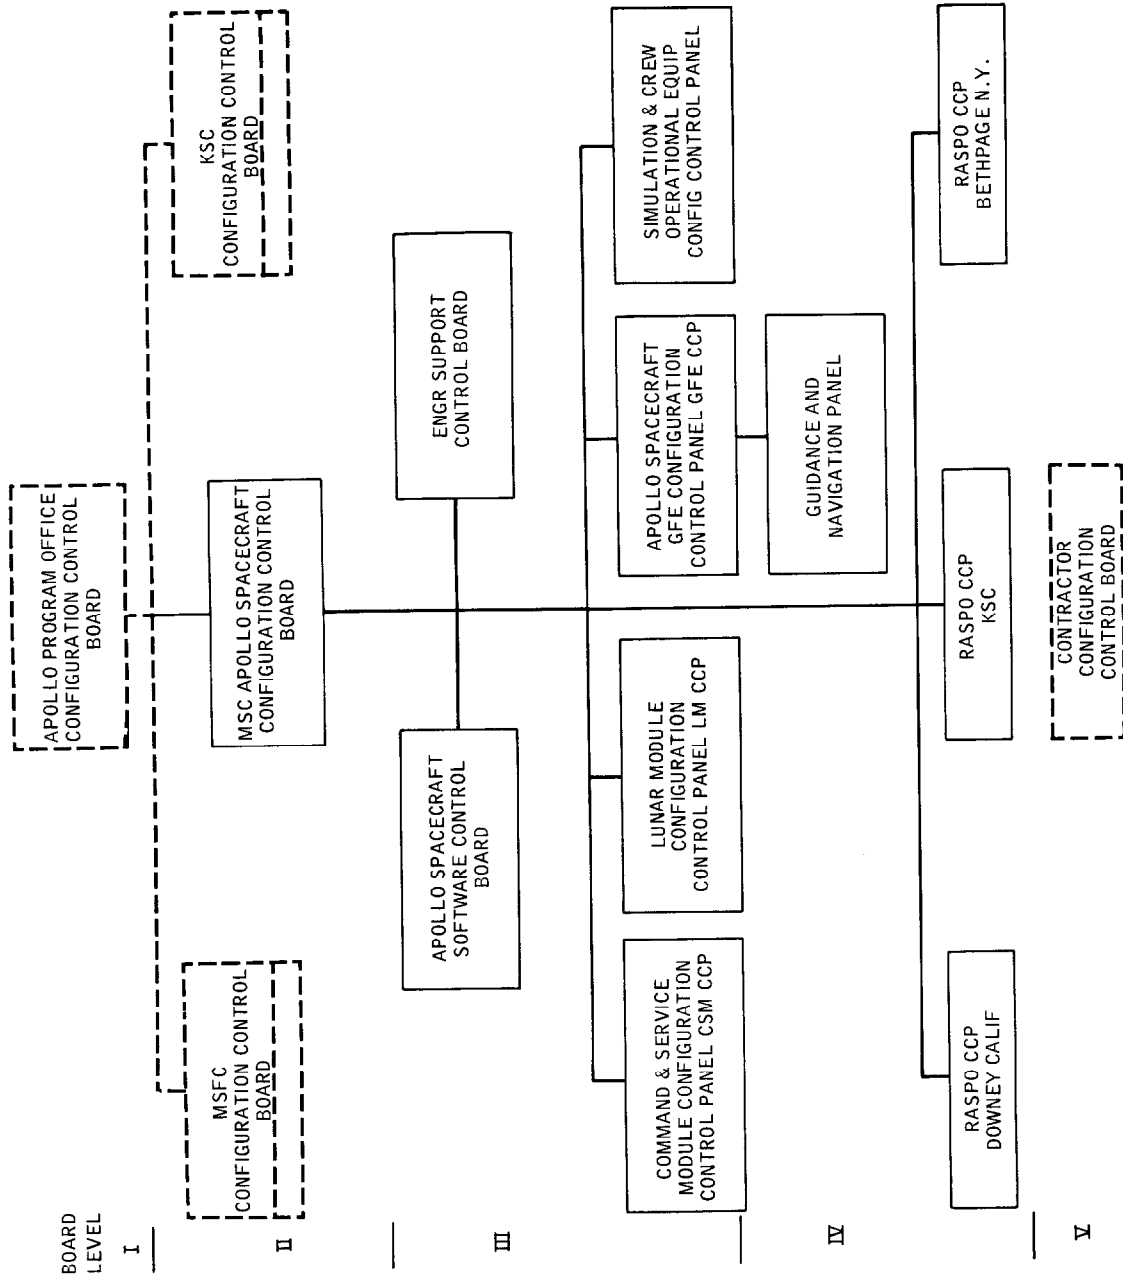 BOARD
LEVEL
I
APOLLO PROGRAM OFFICE
CONFIGURATION CONTROL
BOARD
II
MSFC
CONFIGURATION CONTROL
BOARD
MSC APOLLO SPACECRAFT
CONFIGURATION CONTROL
BOARD
KSC
CONFIGURATION CONTROL
BOARD
III
APOLLO SPACECRAFT
SOFTWARE CONTROL
BOARD
ENGR SUPPORT
CONTROL BOARD
COMMAND & SERVICE
MODULE CONFIGURATION
CONTROL PANEL CSM CCP
LUNAR MODULE
CONFIGURATION
CONTROL PANEL LM CCP
APOLLO SPACECRAFT
GFE CONFIGURATION
CONTROL PANEL GFE CCP
SIMULATION & CREW
OPERATIONAL EQUIP
CONFIG CONTROL PANEL
IV
GUIDANCE AND
NAVIGATION PANEL
RASPO CCP
DOWNEY CALIF
RASPO CCP
KSC
RASPO CCP
BETHPAGE N.Y.
V
CONTRACTOR
CONFIGURATION
CONTROL BOARD